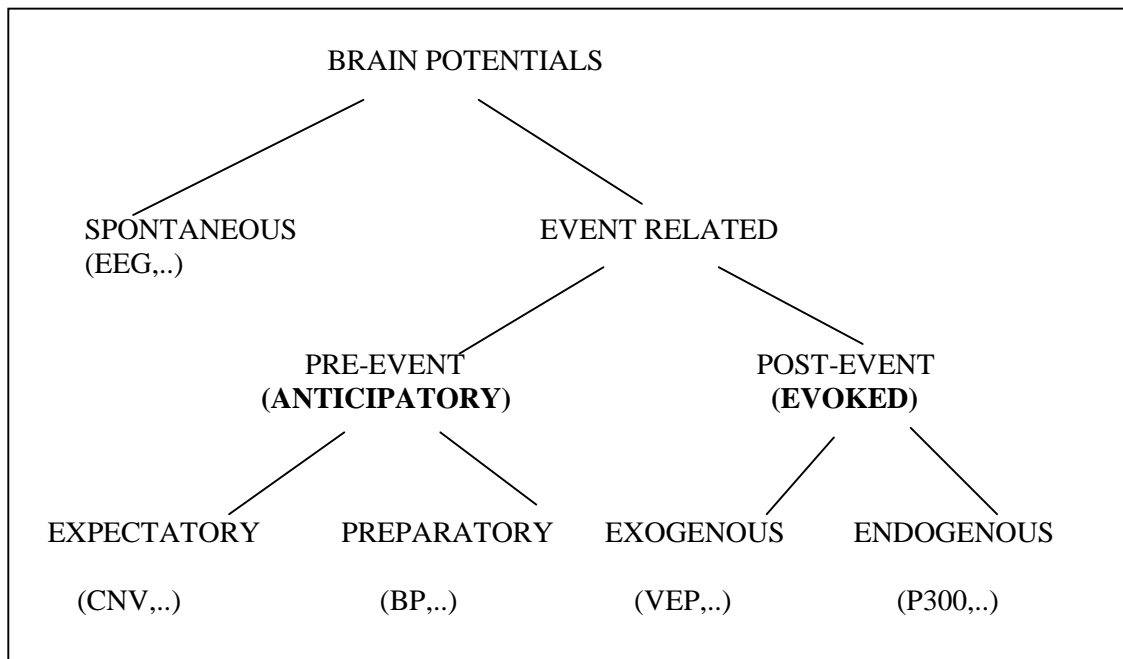 BRAIN POTENTIALS
SPONTANEOUS EVENT RELATED
(EEG,..)
PRE-EVENT POST-EVENT
(ANTICIPATORY) (EVOKED)
EXPECTATORY PREPARATORY EXOGENOUS ENDOGENOUS
(CNV,..) (BP,..) (VEP,..) (P300,..)